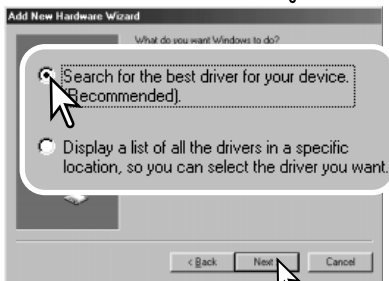 Add New Hardware Wizard
What do you want Windows to do?
Search for the best driver for your device.
(Recommended).
Display a list of all the drivers in a specific
location, so you can select the driver you want.
< Back
Next
Cancel